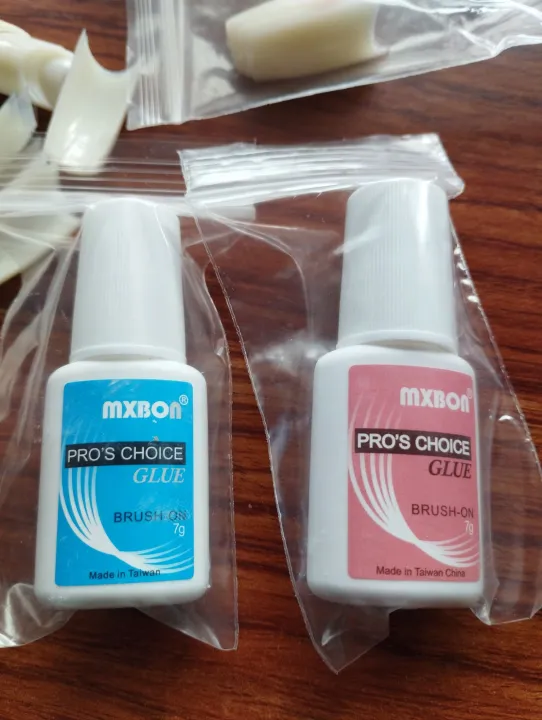 MXBON®
PRO'S CHOICE
GLUE
BRUSH-ON
7g
Made in Taiwan
MXBON®
PRO'S CHOICE
GLUE
BRUSH-ON
7g
Made in Taiwan China